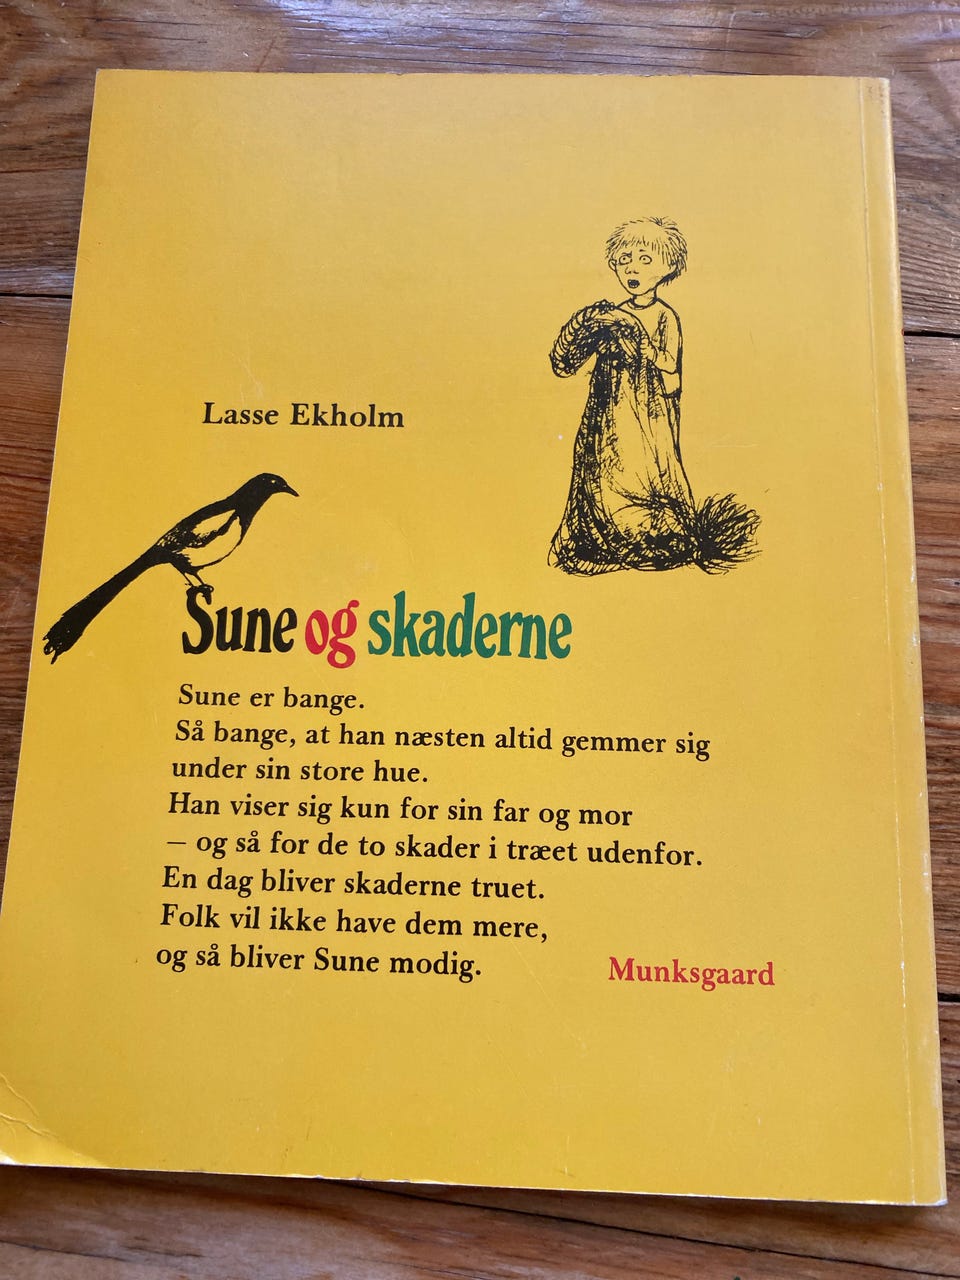 Lasse Ekholm
Sune og skaderne
Sune er bange.
Så bange, at han næsten altid gemmer sig
under sin store hue.
Han viser sig kun for sin far og mor
– og så for de to skader i træet udenfor.
En dag bliver skaderne truet.
Folk vil ikke have dem mere,
og så bliver Sune modig.
Munksgaard